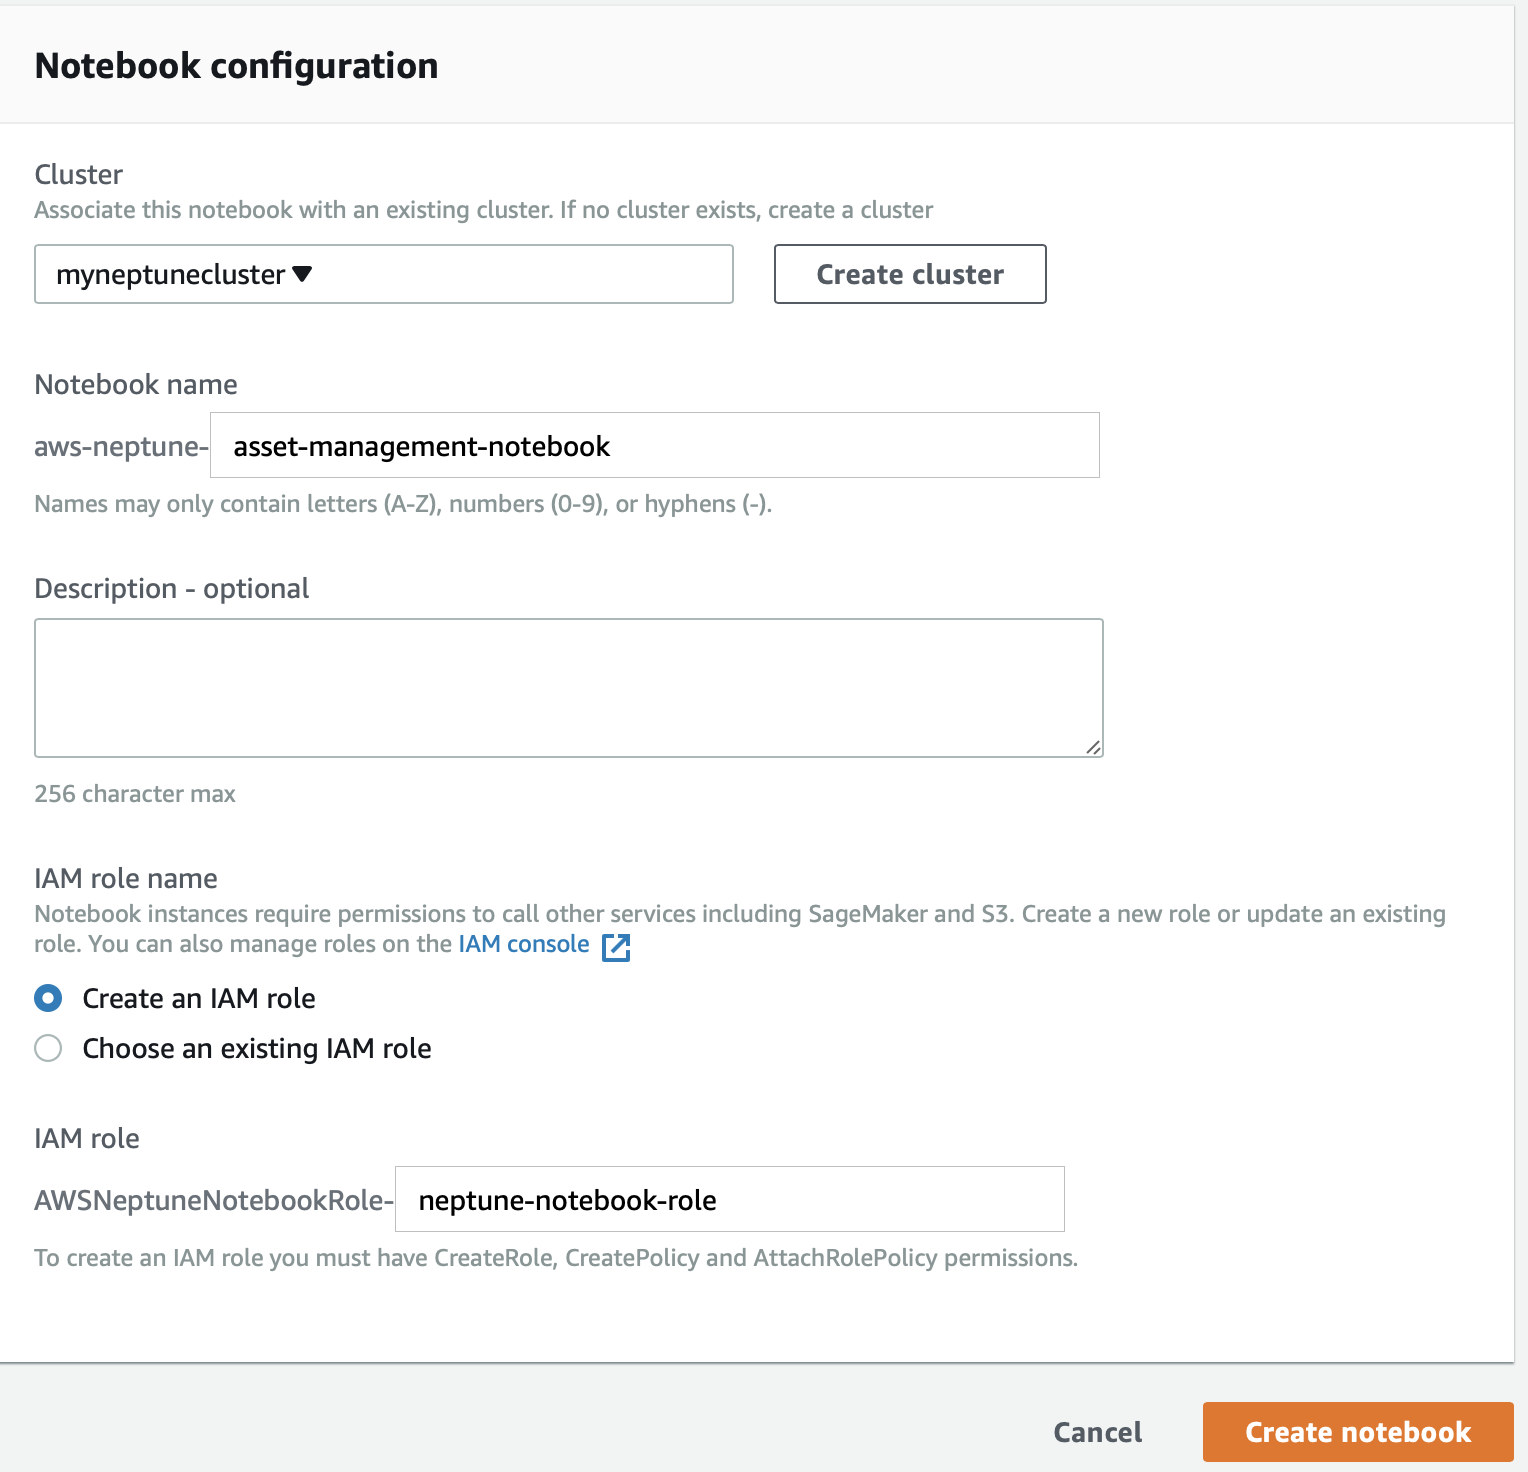 Notebook configuration
Cluster
Associate this notebook with an existing cluster. If no cluster exists, create a cluster
myneptunecluster
Create cluster
Notebook name
aws-neptune- asset-management-notebook
Names may only contain letters (A-Z), numbers (0-9), or hyphens (-).
Description - optional
256 character max
IAM role name
Notebook instances require permissions to call other services including SageMaker and S3. Create a new role or update an existing
role. You can also manage roles on the IAM console
Create an IAM role
Choose an existing IAM role
IAM role
AWSNeptuneNotebookRole- neptune-notebook-role
To create an IAM role you must have CreateRole, CreatePolicy and AttachRolePolicy permissions.
Cancel
Create notebook